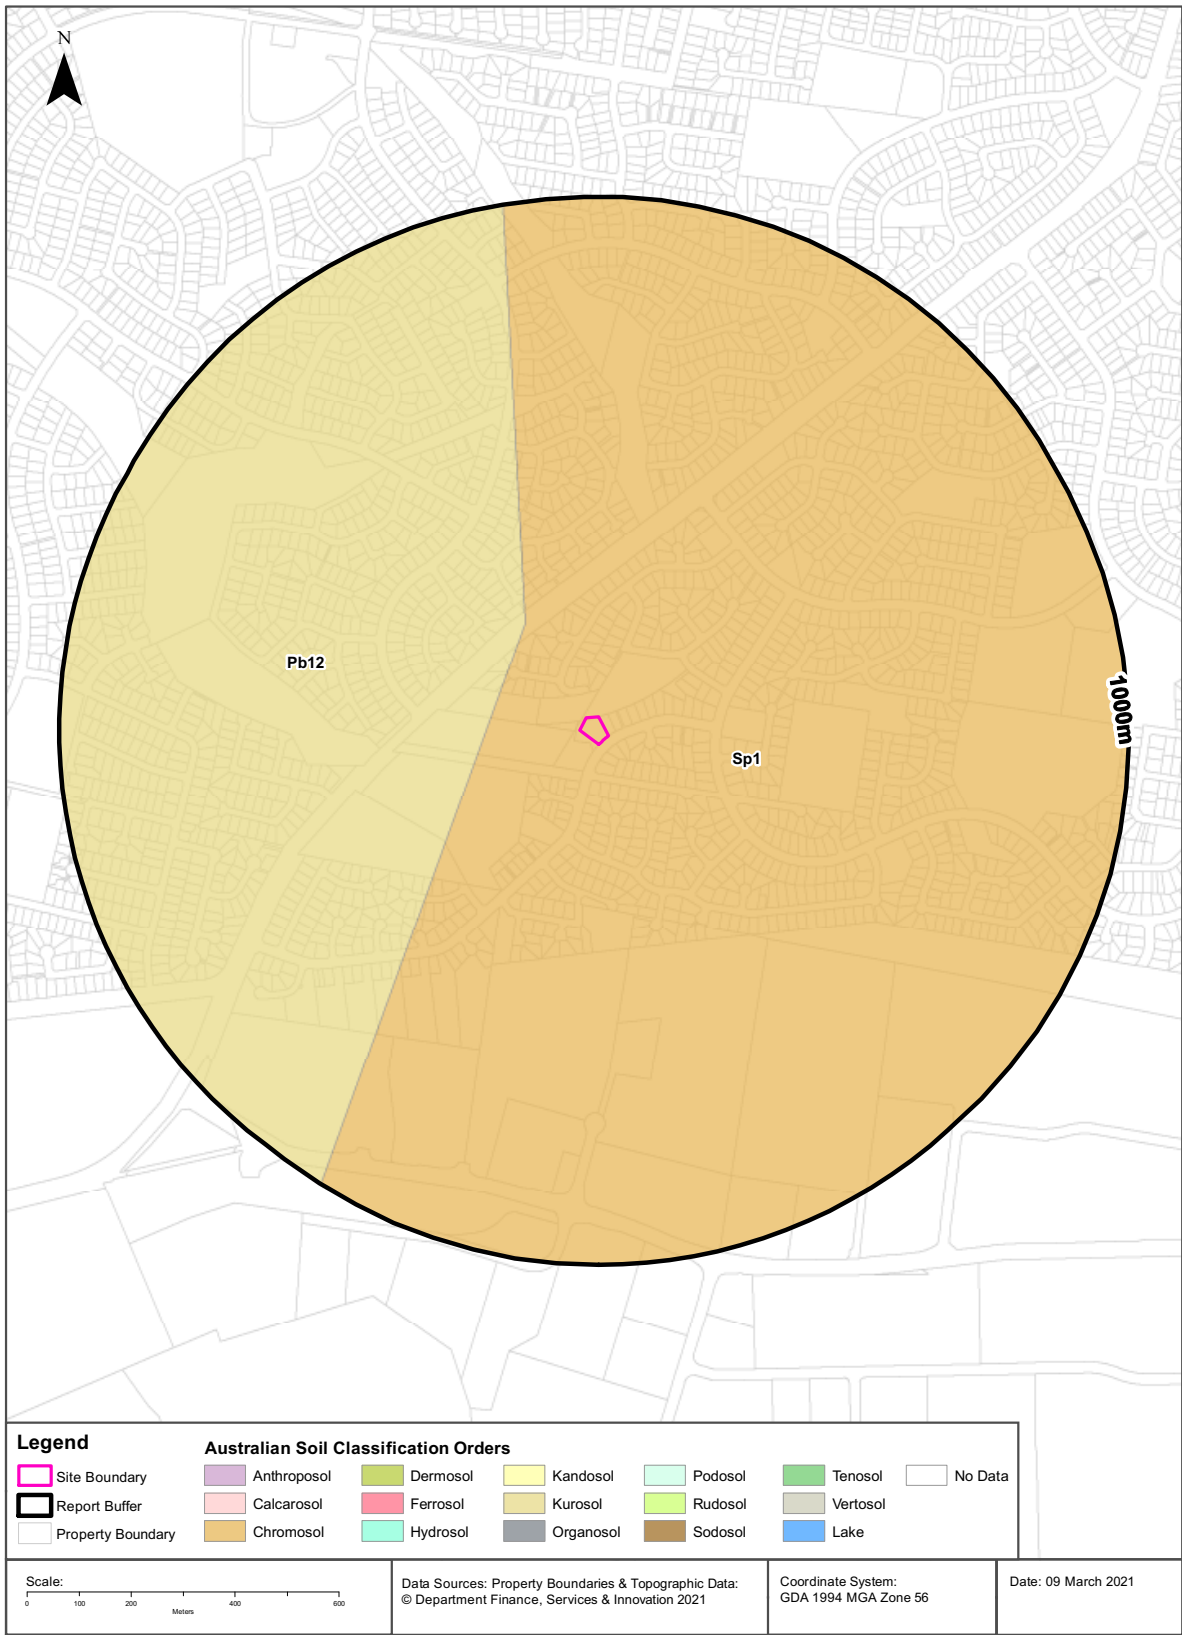 N
Pb12
Sp1
1000m
Legend
Site Boundary
Report Buffer
Property Boundary
Australian Soil Classification Orders
Anthroposol
Dermosol
Kandosol
Podosol
Tenosol
No Data
Calcarosol
Ferrosol
Kurosol
Rudosol
Vertosol
Chromosol
Hydrosol
Organosol
Sodosol
Lake
Scale:
0 100 200 400 600
Meters
Data Sources: Property Boundaries & Topographic Data:
© Department Finance, Services & Innovation 2021
Coordinate System:
GDA 1994 MGA Zone 56
Date: 09 March 2021